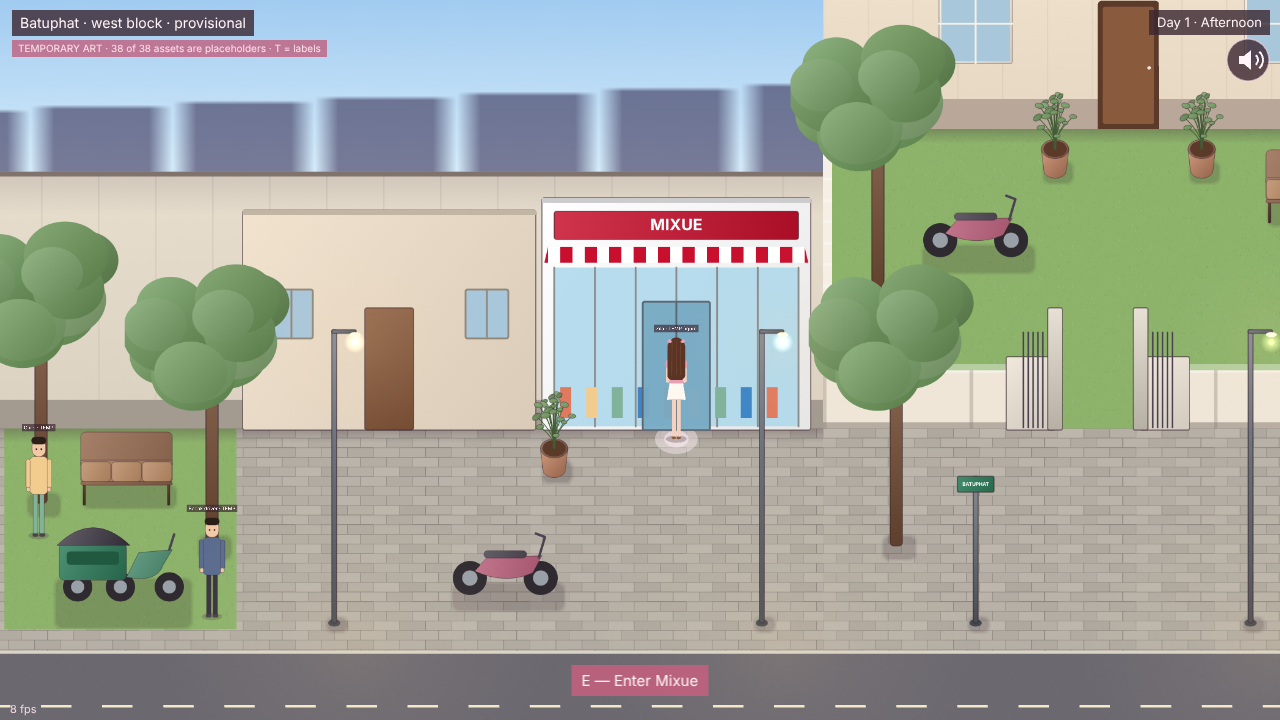 Batuphat · west block · provisional
Day 1 · Afternoon
TEMPORARY ART · 38 of 38 assets are placeholders · T = labels
MIXUE
BATUPHAT
E — Enter Mixue
8 fps